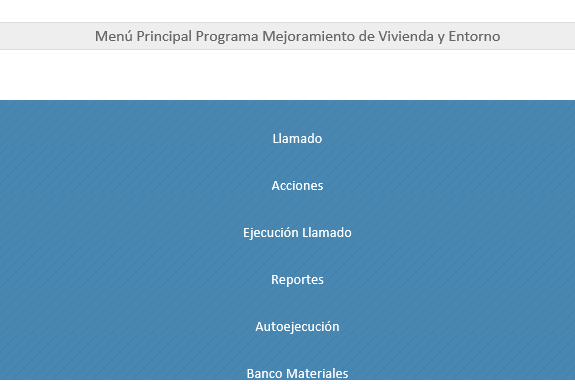 Menú Principal Programa Mejoramiento de Vivienda y Entorno
Llamado
Acciones
Ejecución Llamado
Reportes
Autoejecución
Banco Materiales